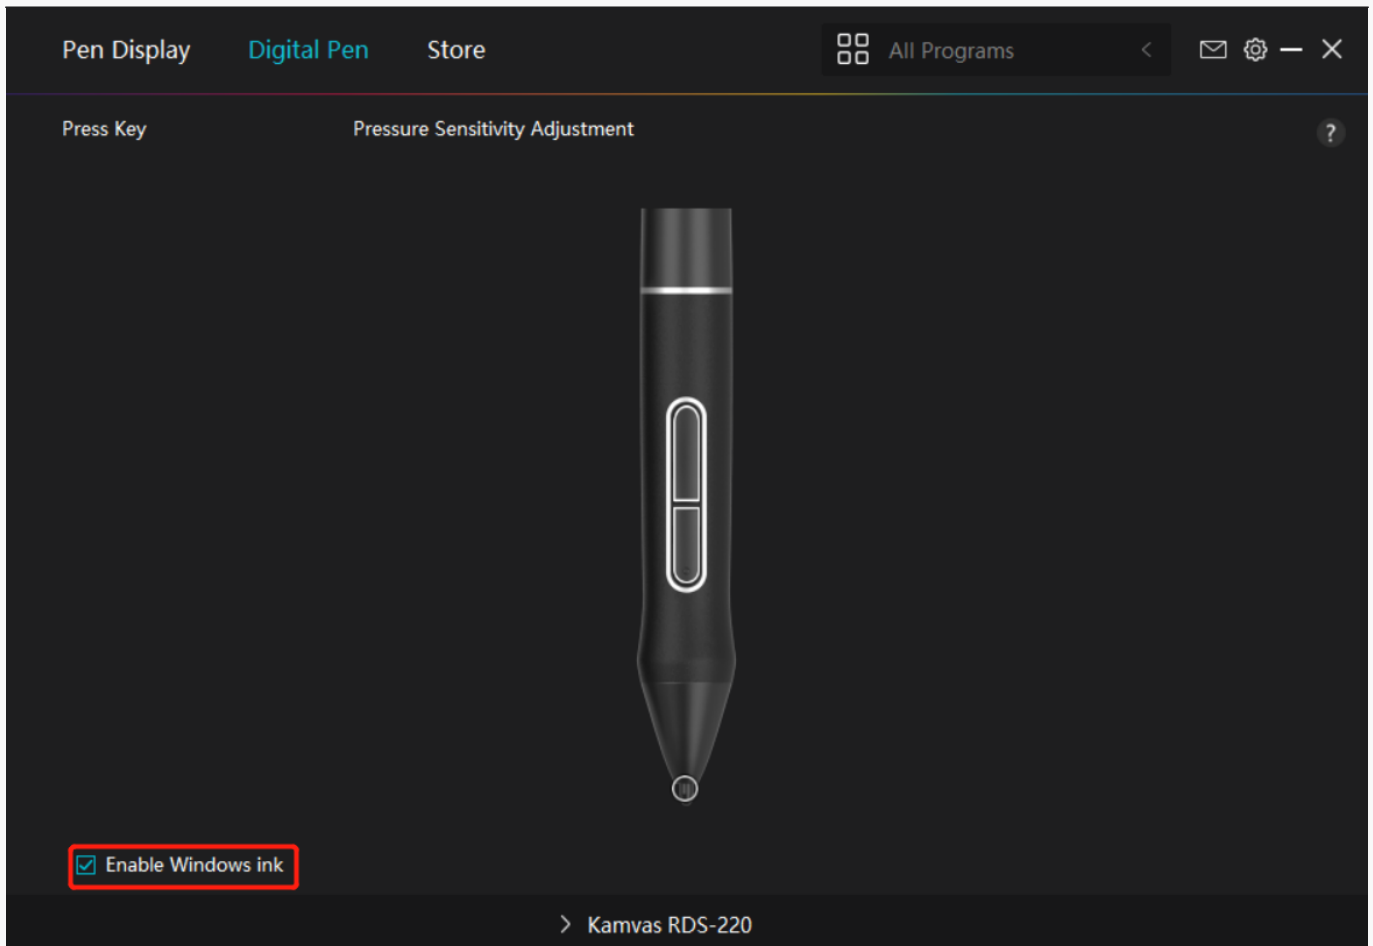 Pen Display Digital Pen Store All Programs
Press Key Pressure Sensitivity Adjustment ?
Enable Windows ink
Kamvas RDS-220